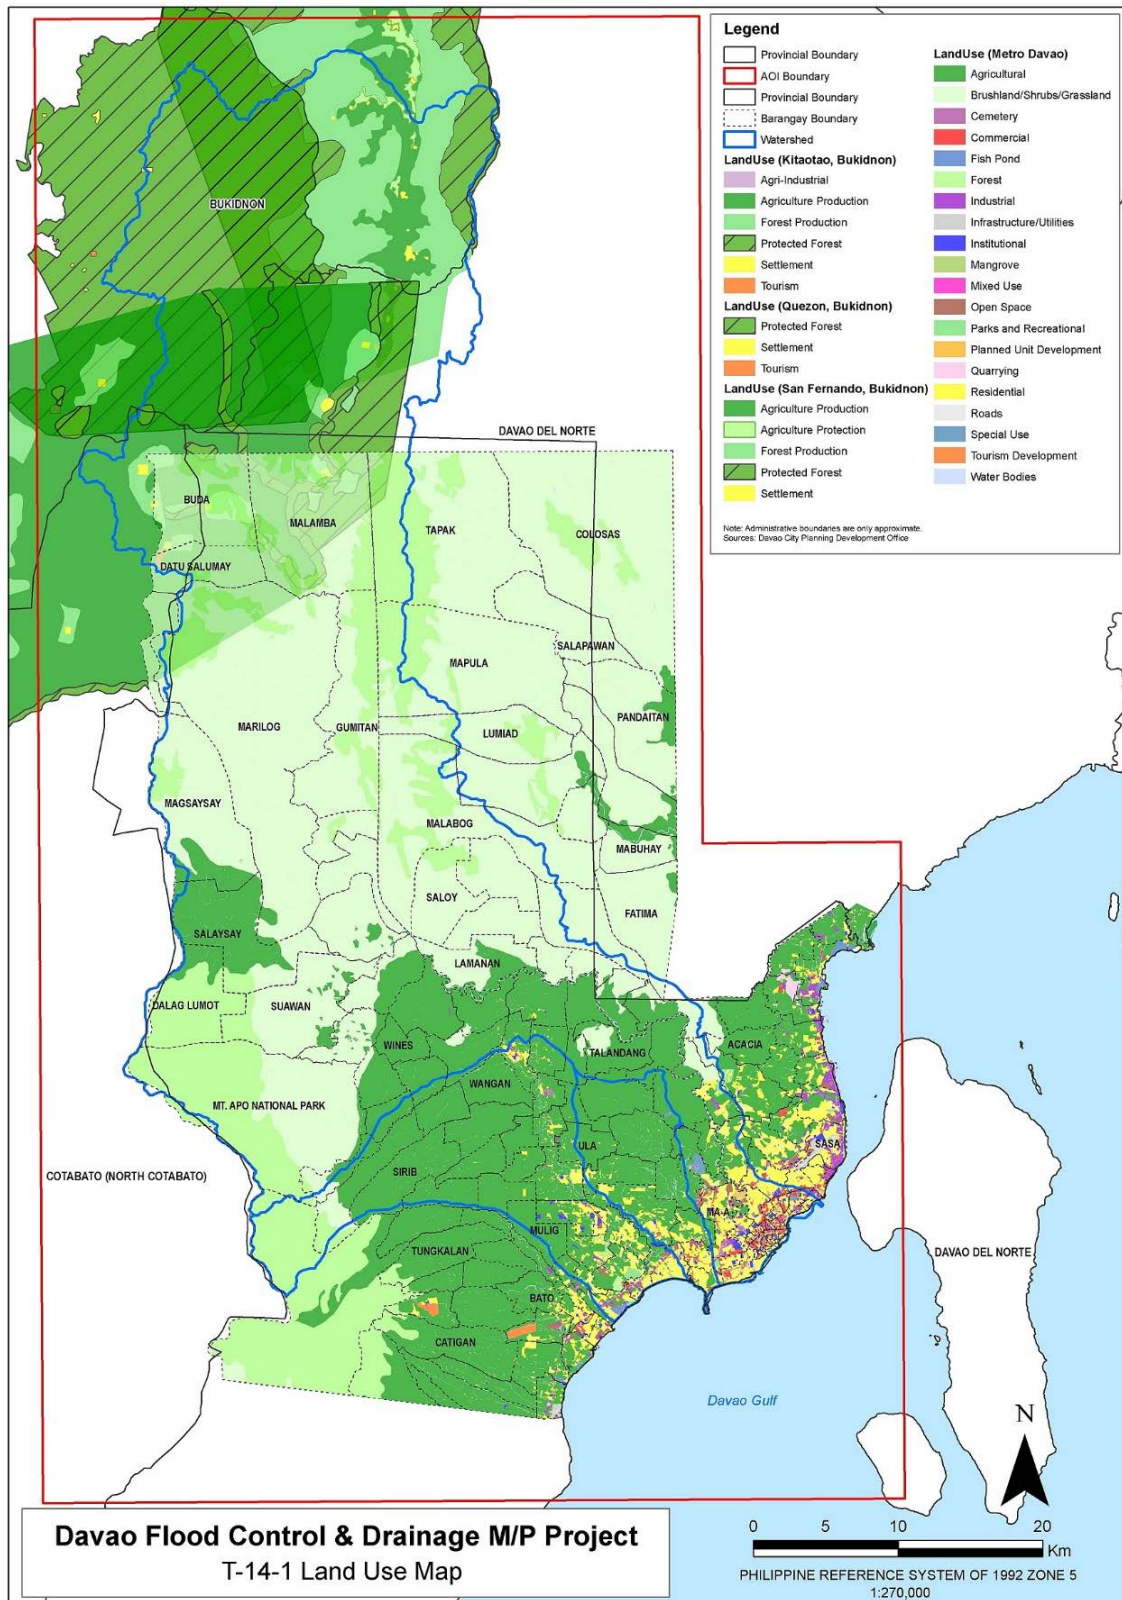 Legend
Provincial Boundary
AOI Boundary
Provincial Boundary
Barangay Boundary
Watershed
LandUse (Kitaotao, Bukidnon)
Agri-Industrial
Agriculture Production
Forest Production
Protected Forest
Settlement
Tourism
LandUse (Quezon, Bukidnon)
Protected Forest
Settlement
Tourism
LandUse (San Fernando, Bukidnon)
Agriculture Production
Agriculture Protection
Forest Production
Protected Forest
Settlement
LandUse (Metro Davao)
Agricultural
Brushland/Shrubs/Grassland
Cemetery
Commercial
Fish Pond
Forest
Industrial
Infrastructure/Utilities
Institutional
Mangrove
Mixed Use
Open Space
Parks and Recreational
Planned Unit Development
Quarrying
Residential
Roads
Special Use
Tourism Development
Water Bodies
Note: Administrative boundaries are only approximate.
Sources: Davao City Planning Development Office
BUKIDNON
DAVAO DEL NORTE
BUDA
MALAMBA
TAPAK
COLOSAS
DATU SALUMAY
SALAPAWAN
MAPULA
PANDAITAN
MARILOG
GUMITAN
LUMIAD
MAGSAYSAY
MALABOG
MABUHAY
SALOY
FATIMA
SALAYSAY
LAMANAN
DALAG LUMOT
SUAWAN
WINES
TALANDANG
ACACIA
WANGAN
MT. APO NATIONAL PARK
ULA
SASA
COTABATO (NORTH COTABATO)
SIRIB
MA-A
MULIG
TUNGKALAN
DAVAO DEL NORTE
BATO
CATIGAN
Davao Gulf
N
Davao Flood Control & Drainage M/P Project
T-14-1 Land Use Map
0 5 10 20
Km
PHILIPPINE REFERENCE SYSTEM OF 1992 ZONE 5
1:270,000